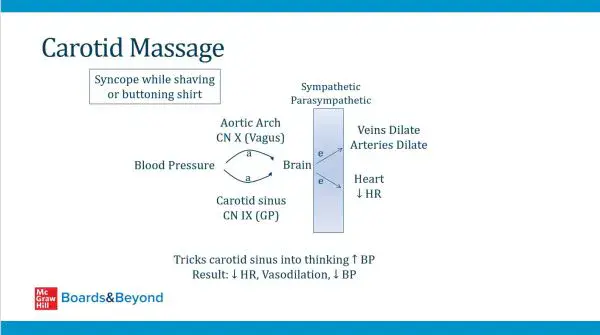 Carotid Massage
Syncope while shaving
or buttoning shirt
Sympathetic
Parasympathetic
Aortic Arch
CN X (Vagus)
Veins Dilate
Arteries Dilate
a
e
Blood Pressure
Brain
a
e
Heart
↓ HR
Carotid sinus
CN IX (GP)
Tricks carotid sinus into thinking ↑ BP
Result: ↓ HR, Vasodilation, ↓ BP
Mc
Graw
Hill
Boards&Beyond